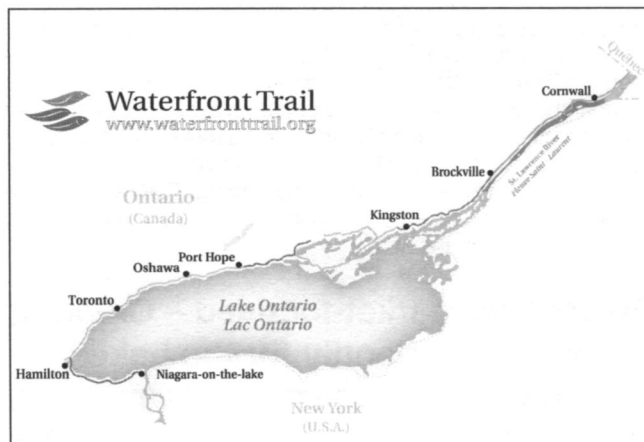 Waterfront Trail
www.waterfronttrail.org
Québec
Cornwall
St. Lawrence River
Fleuve Saint Laurent
Brockville
Ontario
(Canada)
Kingston
Port Hope
Oshawa
Toronto
Lake Ontario
Lac Ontario
Hamilton
Niagara-on-the-lake
New York
(U.S.A.)